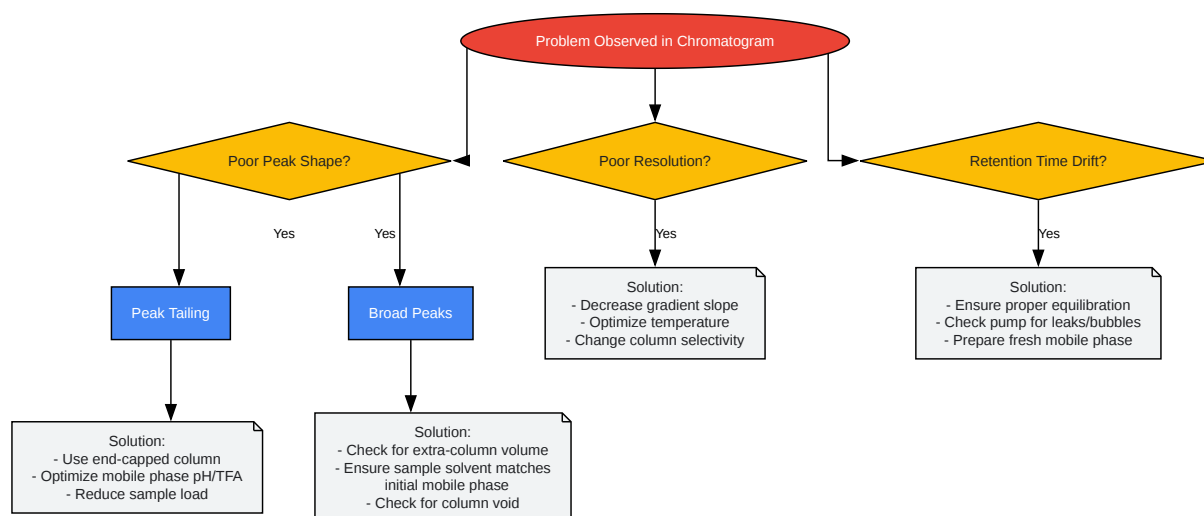 Problem Observed in Chromatogram
Poor Peak Shape?
Poor Resolution?
Retention Time Drift?
Yes
Yes
Yes
Yes
Peak Tailing
Broad Peaks
Solution:
- Decrease gradient slope
- Optimize temperature
- Change column selectivity
Solution:
- Ensure proper equilibration
- Check pump for leaks/bubbles
- Prepare fresh mobile phase
Solution:
- Use end-capped column
- Optimize mobile phase pH/TFA
- Reduce sample load
Solution:
- Check for extra-column volume
- Ensure sample solvent matches
initial mobile phase
- Check for column void